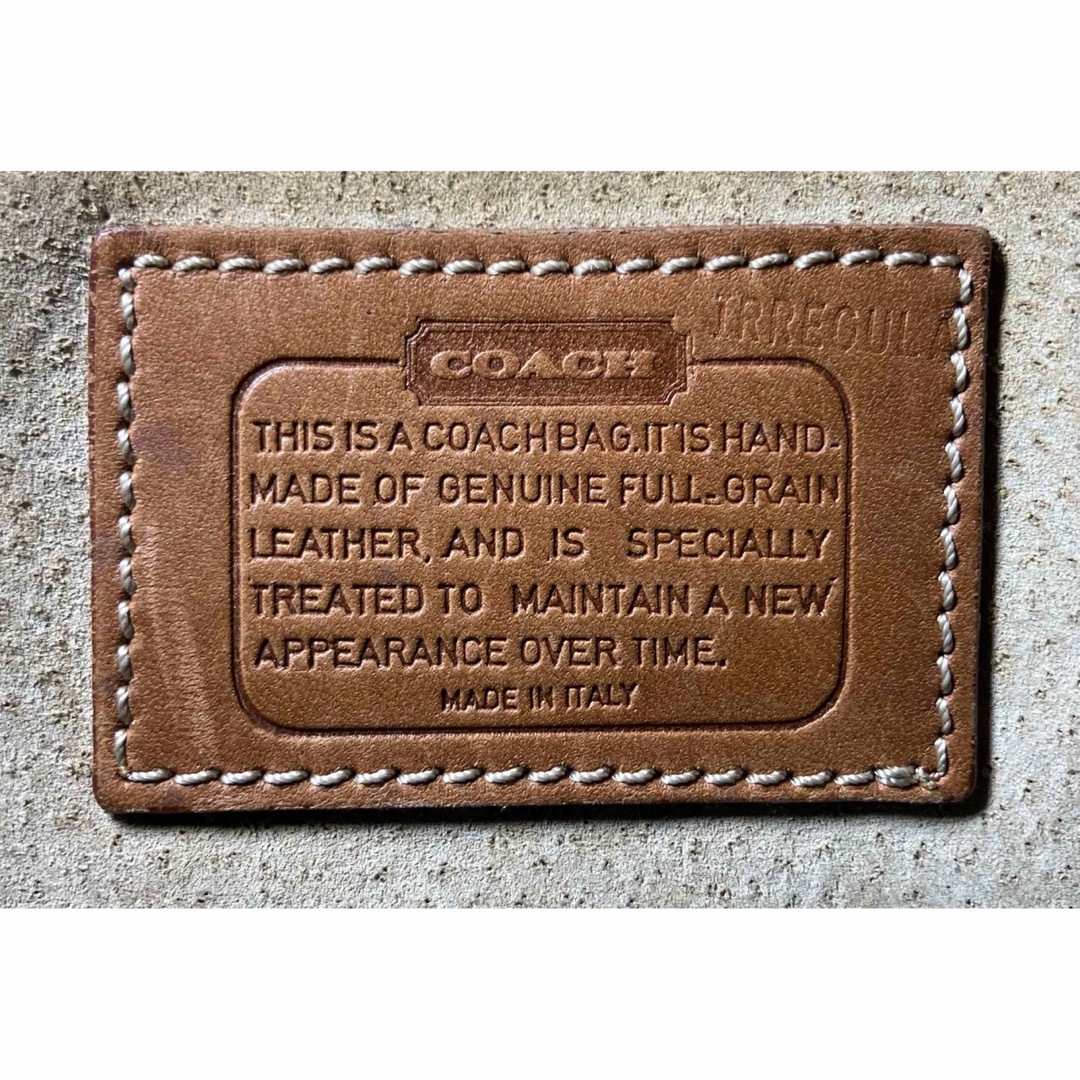 IRREGULA
COACH
THIS IS A COACH BAG. IT IS HAND-
MADE OF GENUINE FULL-GRAIN
LEATHER, AND IS SPECIALLY
TREATED TO MAINTAIN A NEW
APPEARANCE OVER TIME.
MADE IN ITALY